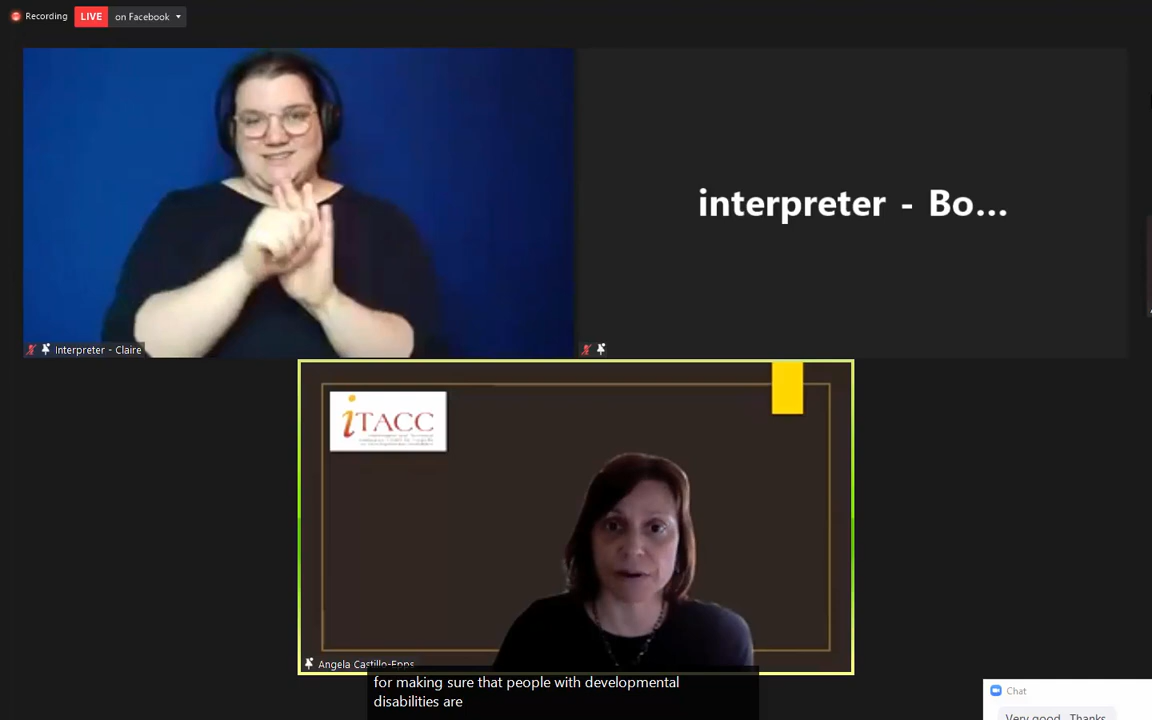 Recording
LIVE
on Facebook
Interpreter - Claire
interpreter - Bo...
iTACC
Angela Castillo-Epps
for making sure that people with developmental
disabilities are
Chat
Very good. Thanks